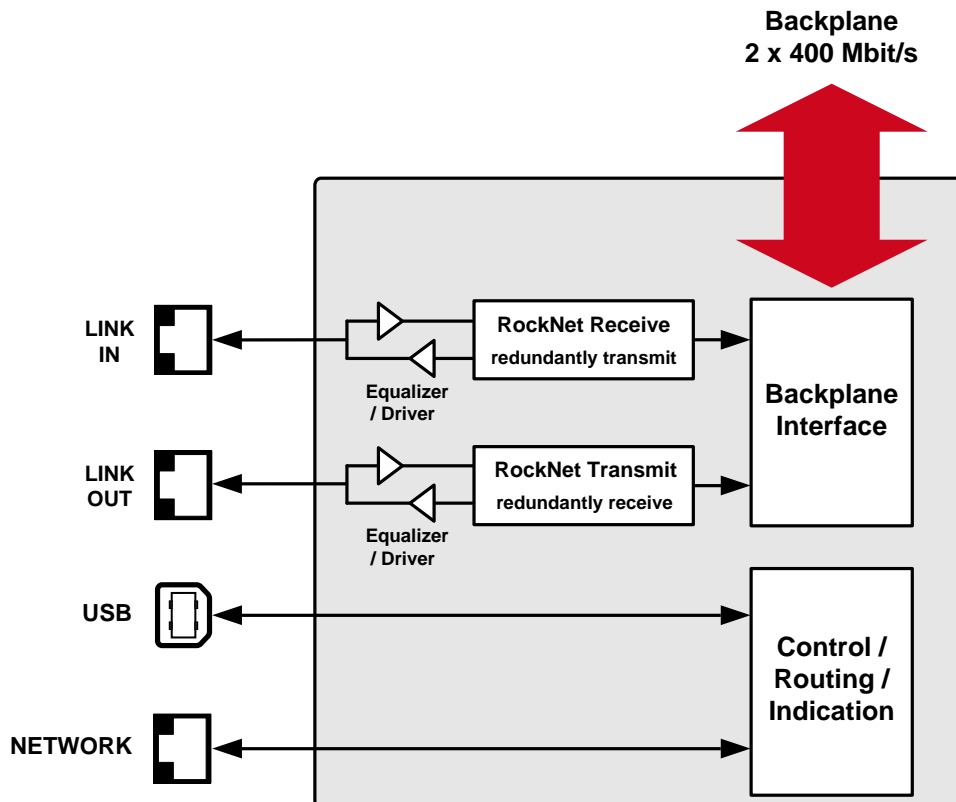 Backplane
2 x 400 Mbit/s
LINK
IN
RockNet Receive
redundantly transmit
Equalizer
/ Driver
Backplane
Interface
LINK
OUT
RockNet Transmit
redundantly receive
Equalizer
/ Driver
USB
Control /
Routing /
Indication
NETWORK